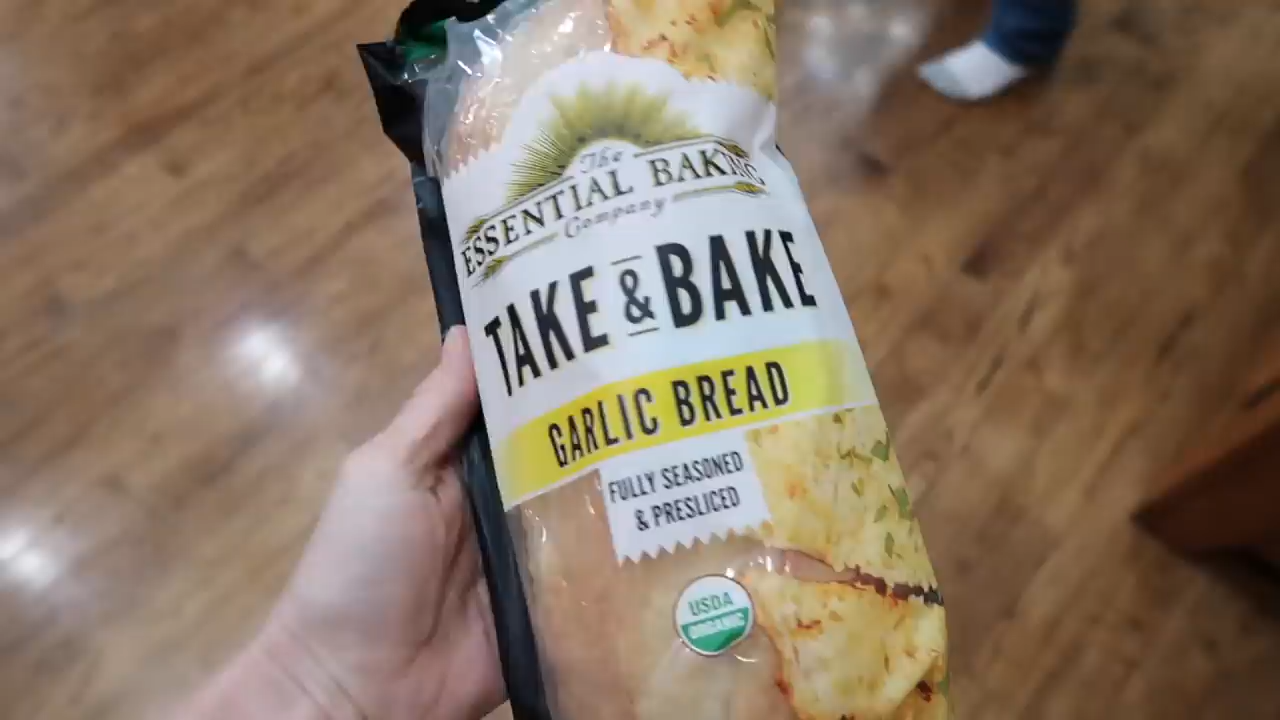 The
ESSENTIAL BAKING
Company
TAKE & BAKE
GARLIC BREAD
FULLY SEASONED
& PRESLICED
USDA
ORGANIC